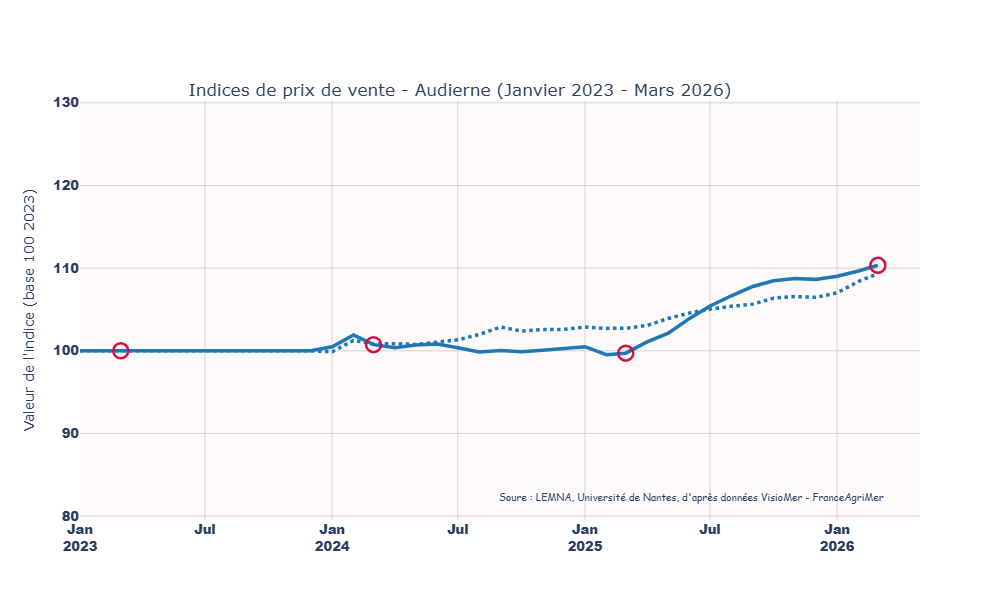 Indices de prix de vente - Audierne (Janvier 2023 - Mars 2026)
Valeur de l'indice (base 100 2023)
130
120
110
100
90
80
Soure : LEMNA, Université de Nantes, d'après données VisioMer - FranceAgriMer
Jan
2023
Jul
Jan
2024
Jul
Jan
2025
Jul
Jan
2026